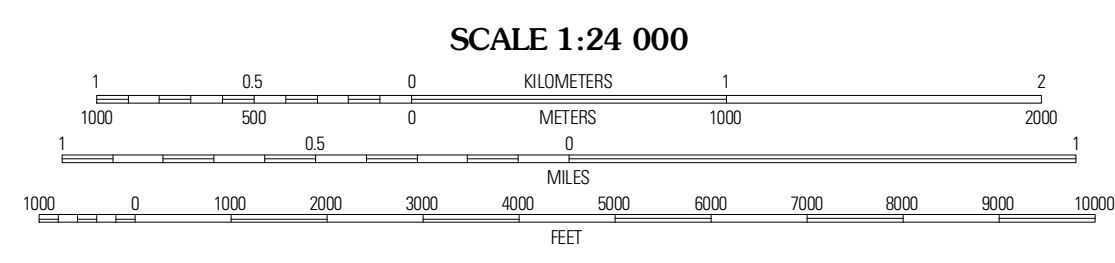 SCALE 1:24 000
1 0.5 0 KILOMETERS 1 2
1000 500 0 METERS 1000 2000
1 0.5 0 1
MILES
1000 0 1000 2000 3000 4000 5000 6000 7000 8000 9000 10000
FEET